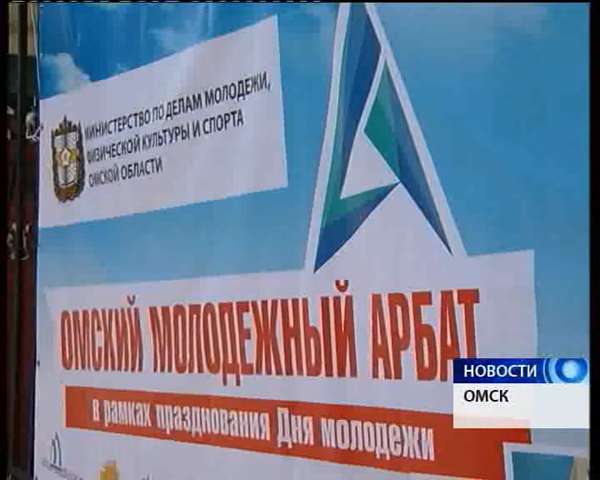 МИНИСТЕРСТВО ПО ДЕЛАМ МОЛОДЕЖИ,
ФИЗИЧЕСКОЙ КУЛЬТУРЫ И СПОРТА
ОМСКОЙ ОБЛАСТИ
ОМСКИЙ МОЛОДЕЖНЫЙ АРБАТ
в рамках празднования Дня молодежи
НОВОСТИ
ОМСК